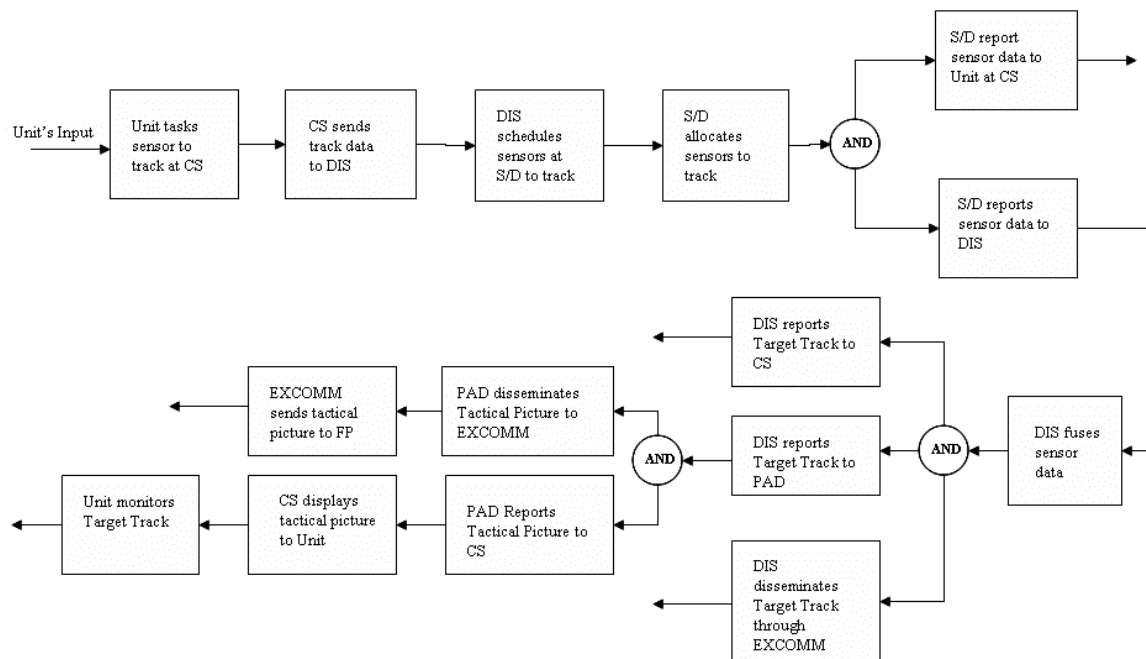 Unit's Input
Unit tasks
sensor to
track at CS
CS sends
track data
to DIS
DIS
schedules
sensors at
S/D to track
S/D
allocates
sensors to
track
AND
S/D report
sensor data to
Unit at CS
S/D reports
sensor data to
DIS
DIS fuses
sensor
data
AND
DIS reports
Target Track to
CS
DIS reports
Target Track to
PAD
DIS
disseminates
Target Track
through
EXCOMM
AND
PAD disseminates
Tactical Picture to
EXCOMM
EXCOMM
sends tactical
picture to FP
PAD Reports
Tactical Picture to
CS
CS displays
tactical picture
to Unit
Unit monitors
Target Track